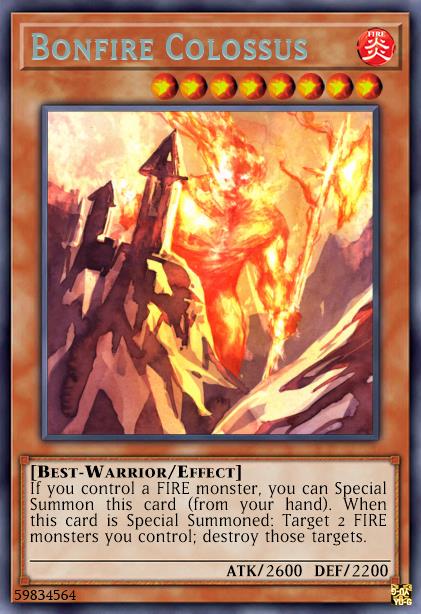 Bonfire Colossus
FIRE
炎
[Best-Warrior/Effect]
If you control a FIRE monster, you can Special
Summon this card (from your hand). When
this card is Special Summoned: Target 2 FIRE
monsters you control; destroy those targets.
ATK/2600 DEF/2200
59834564